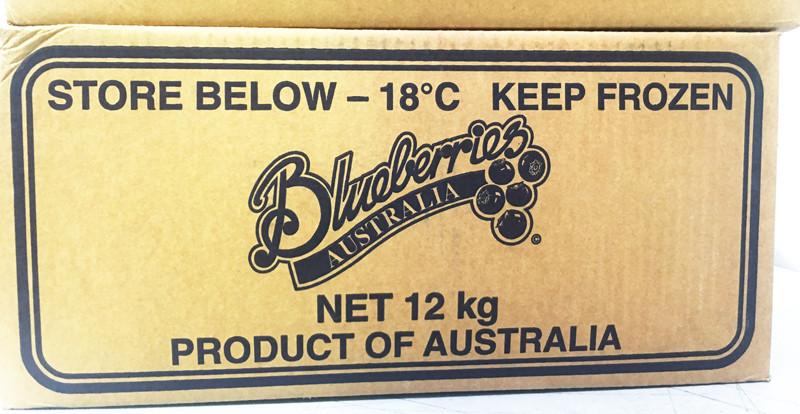 STORE BELOW – 18°C KEEP FROZEN
Blueberries
AUSTRALIA
©
NET 12 kg
PRODUCT OF AUSTRALIA